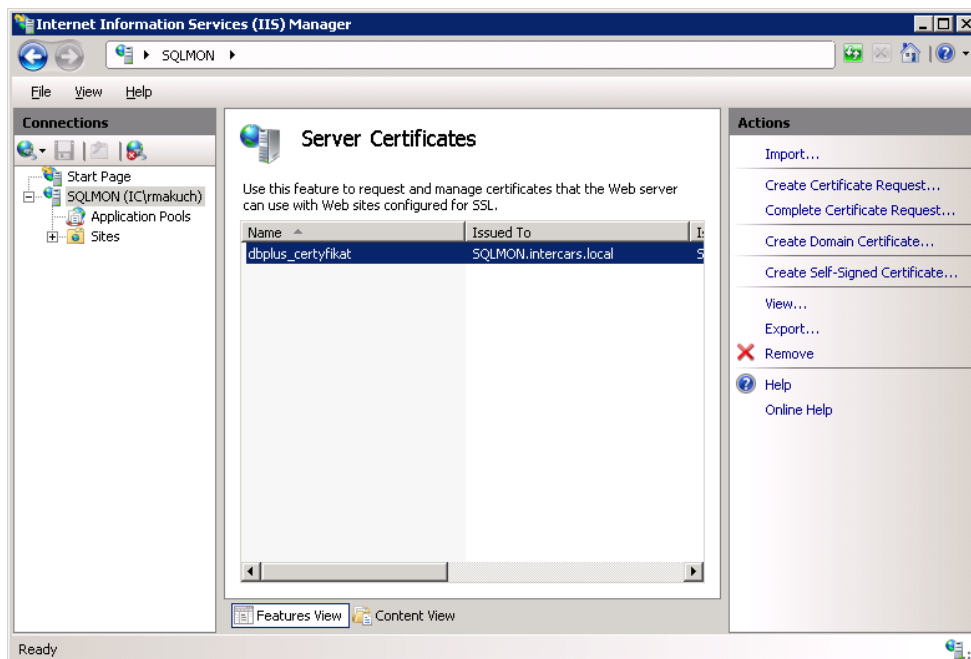 Internet Information Services (IIS) Manager
SQLMON
File View Help
Connections
Start Page
SQLMON (IC\rmakuch)
Application Pools
Sites
Server Certificates
Use this feature to request and manage certificates that the Web server
can use with Web sites configured for SSL.
Name Issued To
dbplus_certyfikat SQLMON.intercars.local
Features View Content View
Actions
Import...
Create Certificate Request...
Complete Certificate Request...
Create Domain Certificate...
Create Self-Signed Certificate...
View...
Export...
Remove
Help
Online Help
Ready